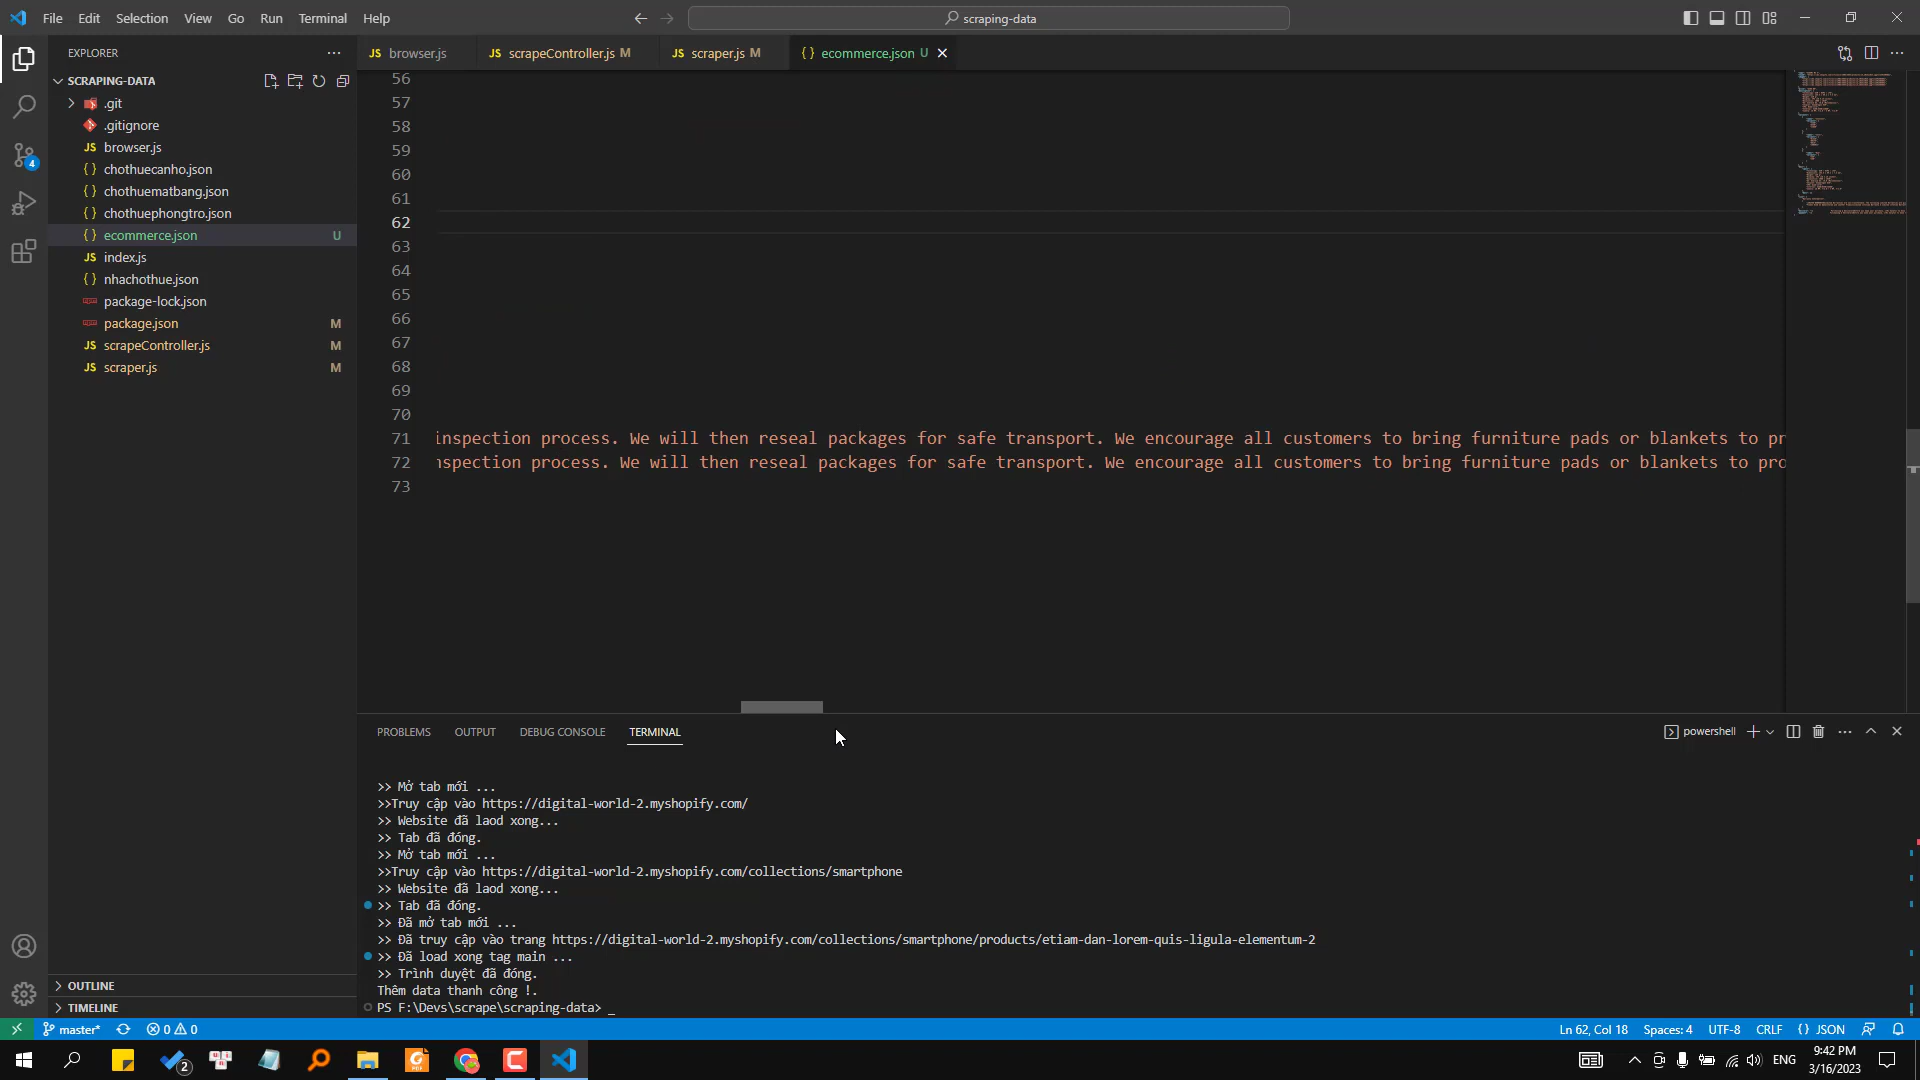 File Edit Selection View Go Run Terminal Help
scraping-data
EXPLORER
SCRAPING-DATA
.git
.gitignore
JS browser.js
{} chothuecanho.json
{} chothuematbang.json
{} chothuephongtro.json
{} ecommerce.json U
JS index.js
{} nhachothue.json
package-lock.json
package.json M
JS scrapeController.js M
JS scraper.js M
OUTLINE
TIMELINE
4
JS browser.js JS scrapeController.js M JS scraper.js M {} ecommerce.json U
56
57
58
59
60
61
62
63
64
65
66
67
68
69
70
71 inspection process. We will then reseal packages for safe transport. We encourage all customers to bring furniture pads or blankets to pr
72 nspection process. We will then reseal packages for safe transport. We encourage all customers to bring furniture pads or blankets to pro
73
PROBLEMS OUTPUT DEBUG CONSOLE TERMINAL
powershell
>> Mở tab mới ...
>>Truy cập vào https://digital-world-2.myshopify.com/
>> Website đã laod xong...
>> Tab đã đóng.
>> Mở tab mới ...
>>Truy cập vào https://digital-world-2.myshopify.com/collections/smartphone
>> Website đã laod xong...
>> Tab đã đóng.
>> Đã mở tab mới ...
>> Đã truy cập vào trang https://digital-world-2.myshopify.com/collections/smartphone/products/etiam-dan-lorem-quis-ligula-elementum-2
>> Đã load xong tag main ...
>> Trình duyệt đã đóng.
Thêm data thanh công !.
PS F:\Devs\scrape\scraping-data> _
master* 0 0
Ln 62, Col 18 Spaces: 4 UTF-8 CRLF {} JSON
2
ENG
9:42 PM
3/16/2023